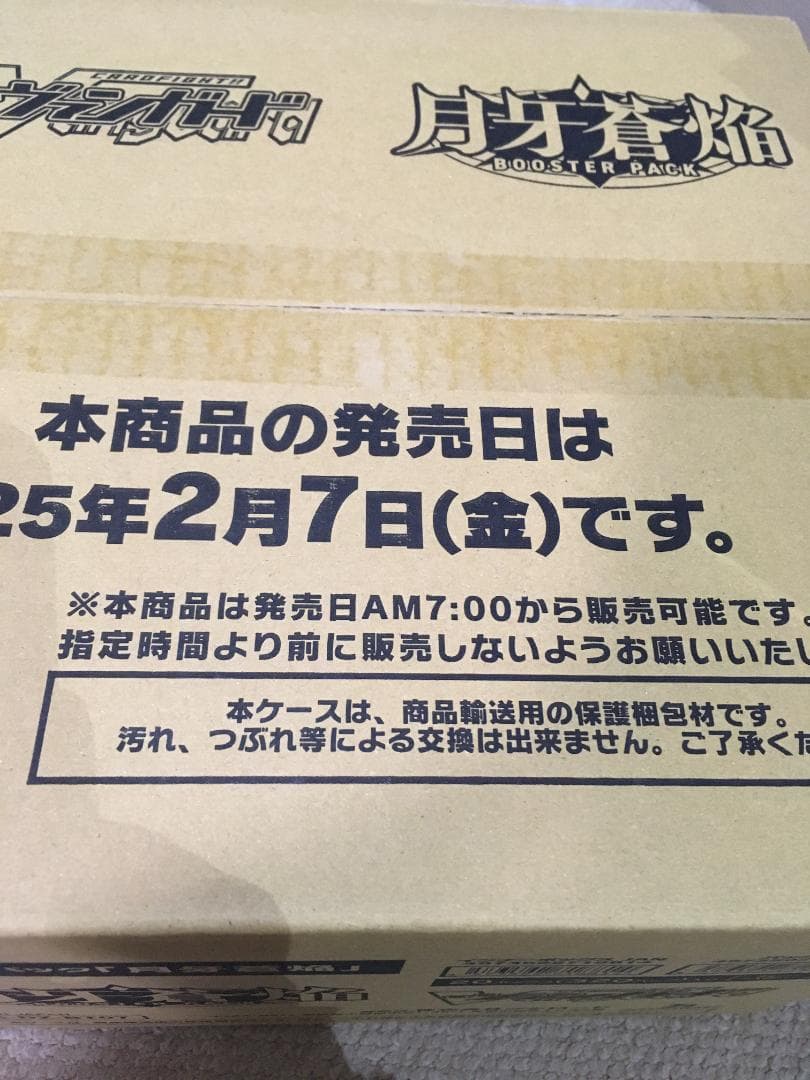 CARDFIGHT!!
ヴァンガード
月牙蒼焔
BOOSTER PACK
本商品の発売日は
25年2月7日(金)です。
※本商品は発売日AM7:00から販売可能です。
指定時間より前に販売しないようお願いいたし
本ケースは、商品輸送用の保護梱包材です。
汚れ、つぶれ等による交換は出来ません。ご了承くだ